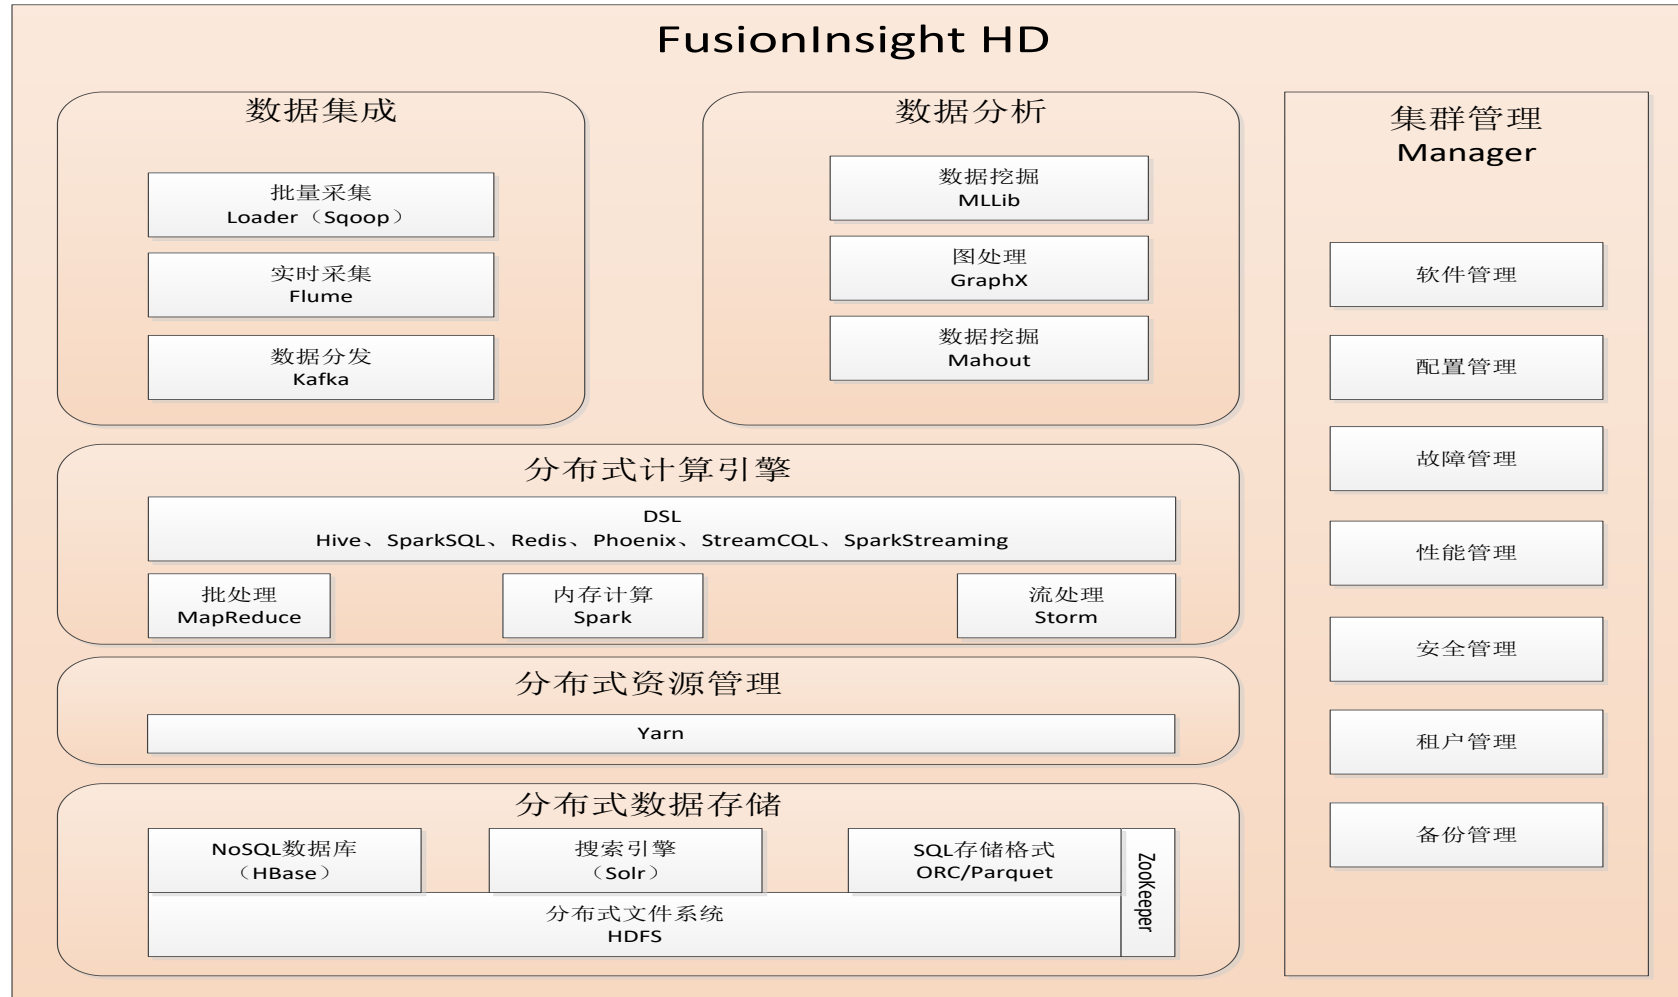 FusionInsight HD
数据集成
批量采集
Loader（Sqoop）
实时采集
Flume
数据分发
Kafka
数据分析
数据挖掘
MLLib
图处理
GraphX
数据挖掘
Mahout
分布式计算引擎
DSL
Hive、SparkSQL、Redis、Phoenix、StreamCQL、SparkStreaming
批处理
MapReduce
内存计算
Spark
流处理
Storm
分布式资源管理
Yarn
分布式数据存储
NoSQL数据库
（HBase）
搜索引擎
（Solr）
SQL存储格式
ORC/Parquet
ZooKeeper
分布式文件系统
HDFS
集群管理
Manager
软件管理
配置管理
故障管理
性能管理
安全管理
租户管理
备份管理